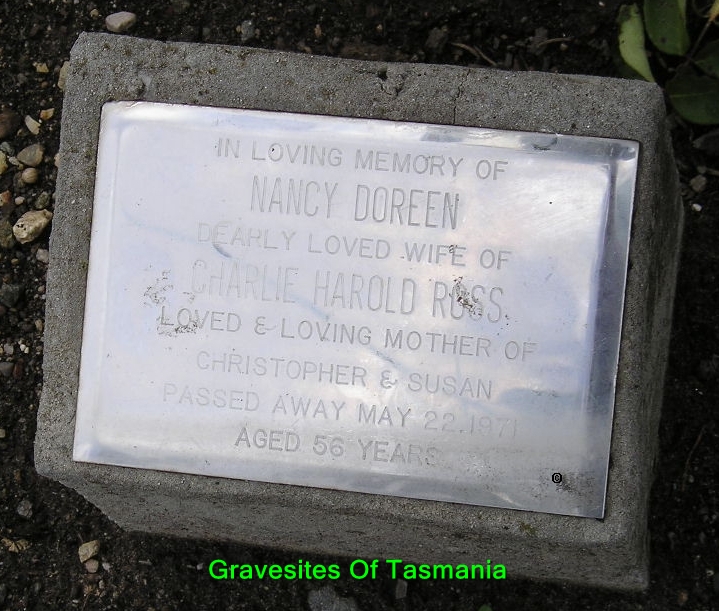 IN LOVING MEMORY OF
NANCY DOREEN
DEARLY LOVED WIFE OF
CHARLIE HAROLD ROSS
LOVED & LOVING MOTHER OF
CHRISTOPHER & SUSAN
PASSED AWAY MAY 22.1971
AGED 56 YEARS
©
Gravesites Of Tasmania